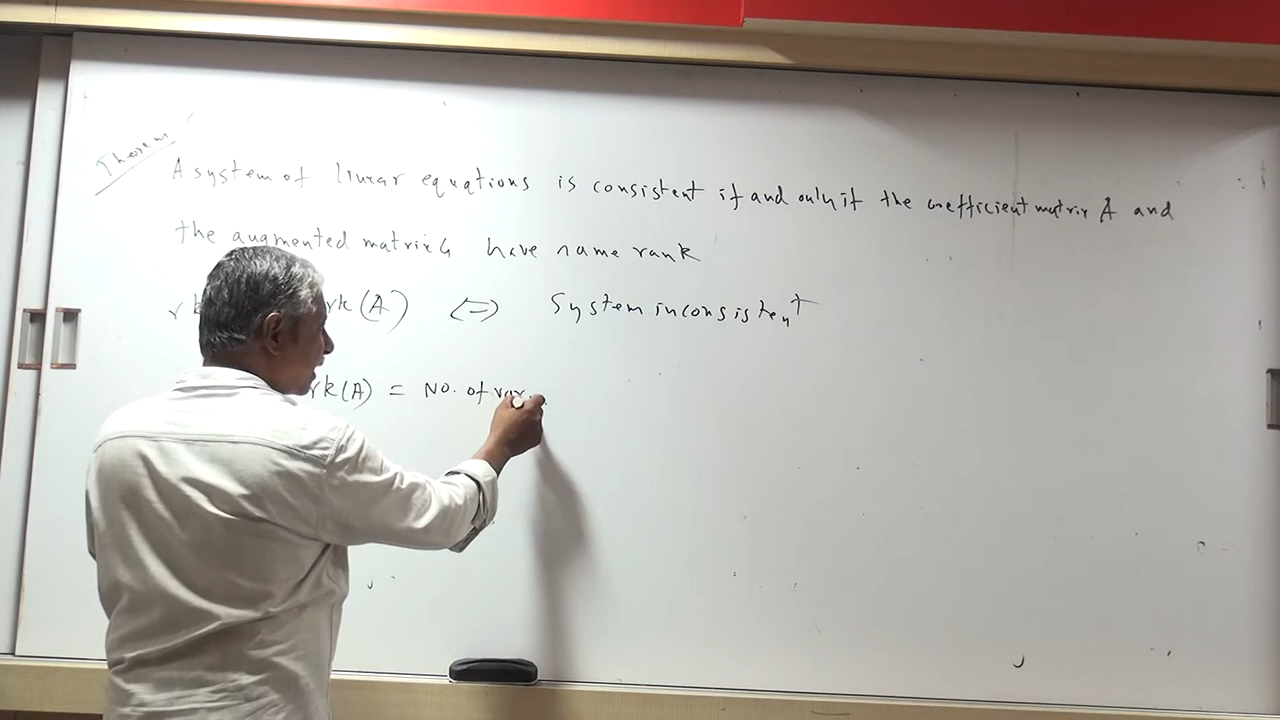 Theorem
A system of linear equations is consistent if and only if the coefficient matrix A and
the augmented matrix G have name rank
rk(A) ⇔ System inconsistent
rk(A) = No. of var